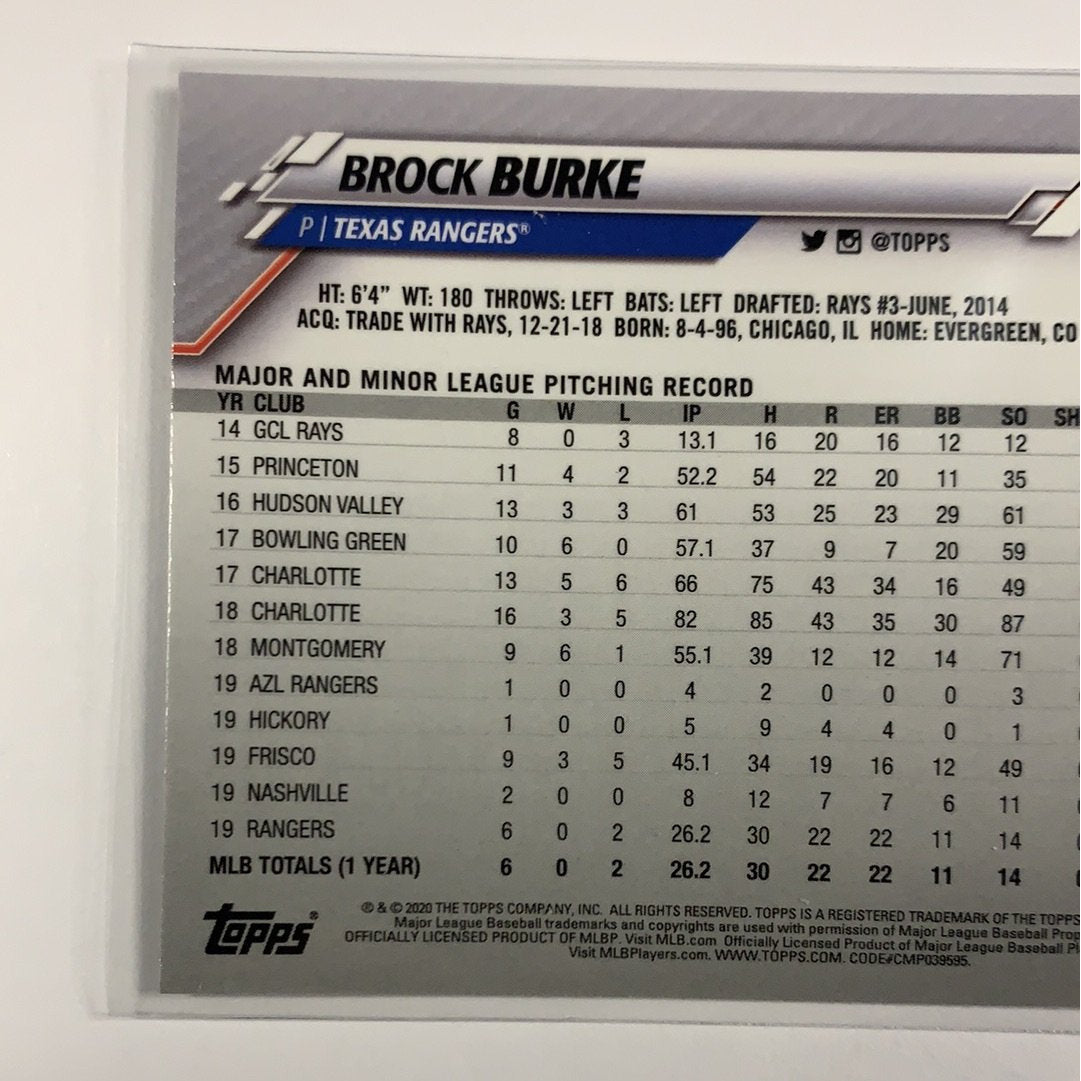 BROCK BURKE
P | TEXAS RANGERS®
@TOPPS
HT: 6'4" WT: 180 THROWS: LEFT BATS: LEFT DRAFTED: RAYS #3-JUNE, 2014
ACQ: TRADE WITH RAYS, 12-21-18 BORN: 8-4-96, CHICAGO, IL HOME: EVERGREEN, CO
MAJOR AND MINOR LEAGUE PITCHING RECORD
YR CLUB G W L IP H R ER BB SO SH
14 GCL RAYS 8 0 3 13.1 16 20 16 12 12
15 PRINCETON 11 4 2 52.2 54 22 20 11 35
16 HUDSON VALLEY 13 3 3 61 53 25 23 29 61
17 BOWLING GREEN 10 6 0 57.1 37 9 7 20 59
17 CHARLOTTE 13 5 6 66 75 43 34 16 49
18 CHARLOTTE 16 3 5 82 85 43 35 30 87
18 MONTGOMERY 9 6 1 55.1 39 12 12 14 71
19 AZL RANGERS 1 0 0 4 2 0 0 0 3
19 HICKORY 1 0 0 5 9 4 4 0 1
19 FRISCO 9 3 5 45.1 34 19 16 12 49
19 NASHVILLE 2 0 0 8 12 7 7 6 11
19 RANGERS 6 0 2 26.2 30 22 22 11 14
MLB TOTALS (1 YEAR) 6 0 2 26.2 30 22 22 11 14
Topps®
® & © 2020 THE TOPPS COMPANY, INC. ALL RIGHTS RESERVED. TOPPS IS A REGISTERED TRADEMARK OF THE TOPPS
Major League Baseball trademarks and copyrights are used with permission of Major League Baseball Prop
OFFICIALLY LICENSED PRODUCT OF MLBP. Visit MLB.com Officially Licensed Product of Major League Baseball Pl
Visit MLBPlayers.com. WWW.TOPPS.COM. CODE#CMP039595.